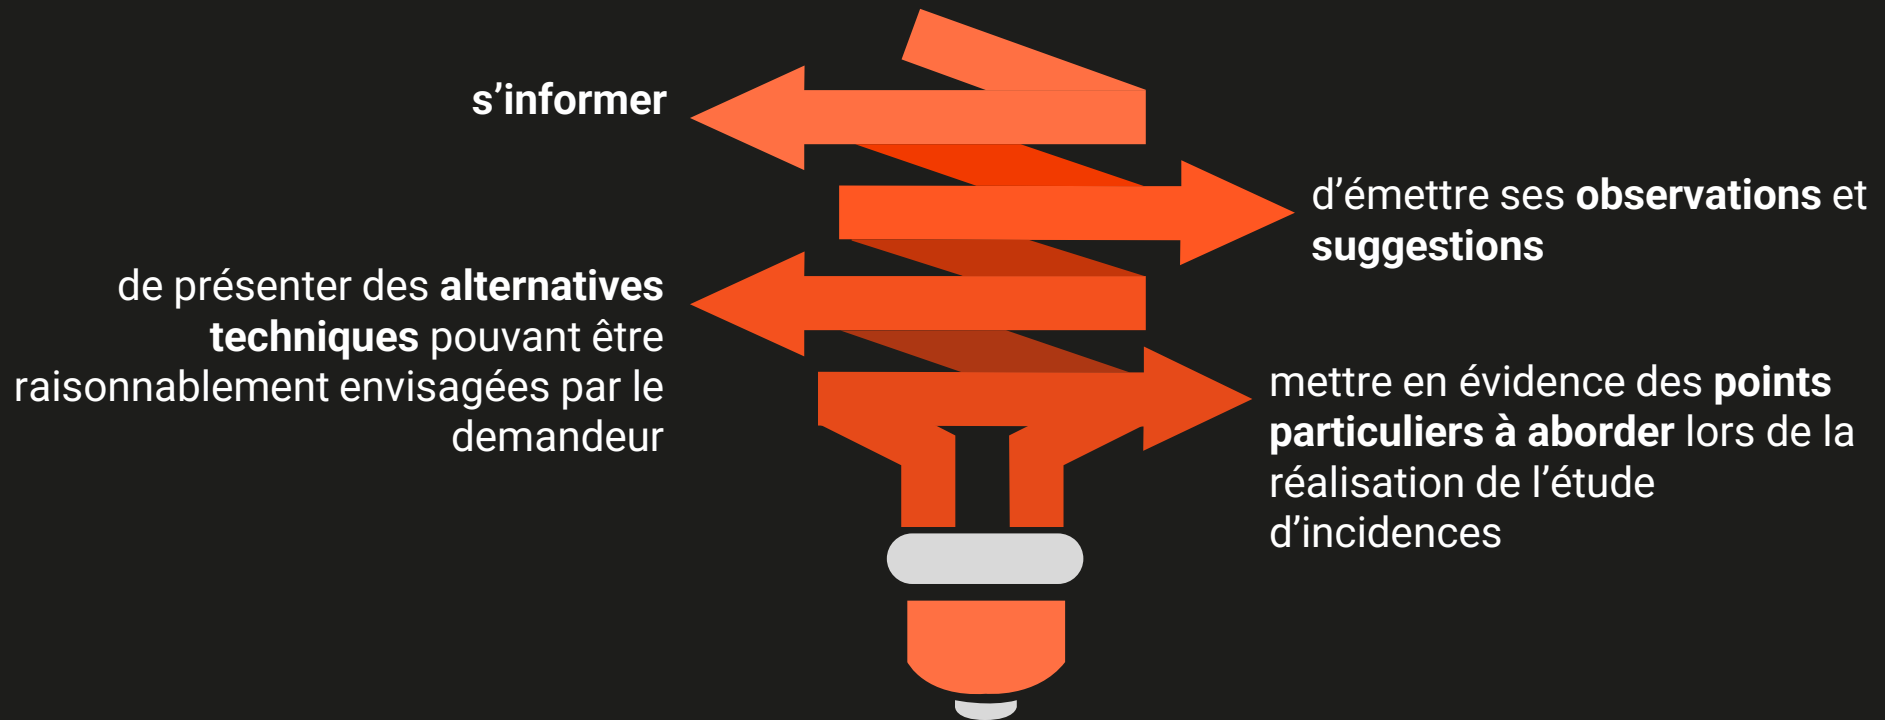 s’informer
d’émettre ses observations et
suggestions
de présenter des alternatives
techniques pouvant être
raisonnablement envisagées par le
demandeur
mettre en évidence des points
particuliers à aborder lors de la
réalisation de l’étude
d’incidences